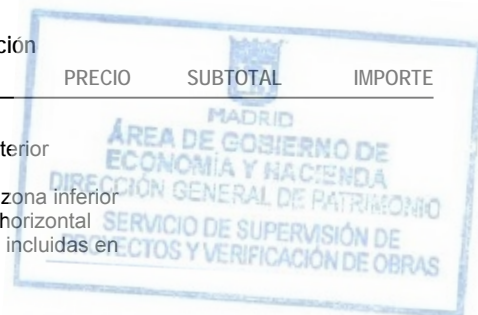 ción
PRECIO SUBTOTAL IMPORTE
MADRID
terior
ÁREA DE GOBIERNO DE
ECONOMÍA Y HACIENDA
zona inferior
DIRECCIÓN GENERAL DE PATRIMONIO
horizontal
SERVICIO DE SUPERVISIÓN DE
incluidas en
PROYECTOS Y VERIFICACIÓN DE OBRAS